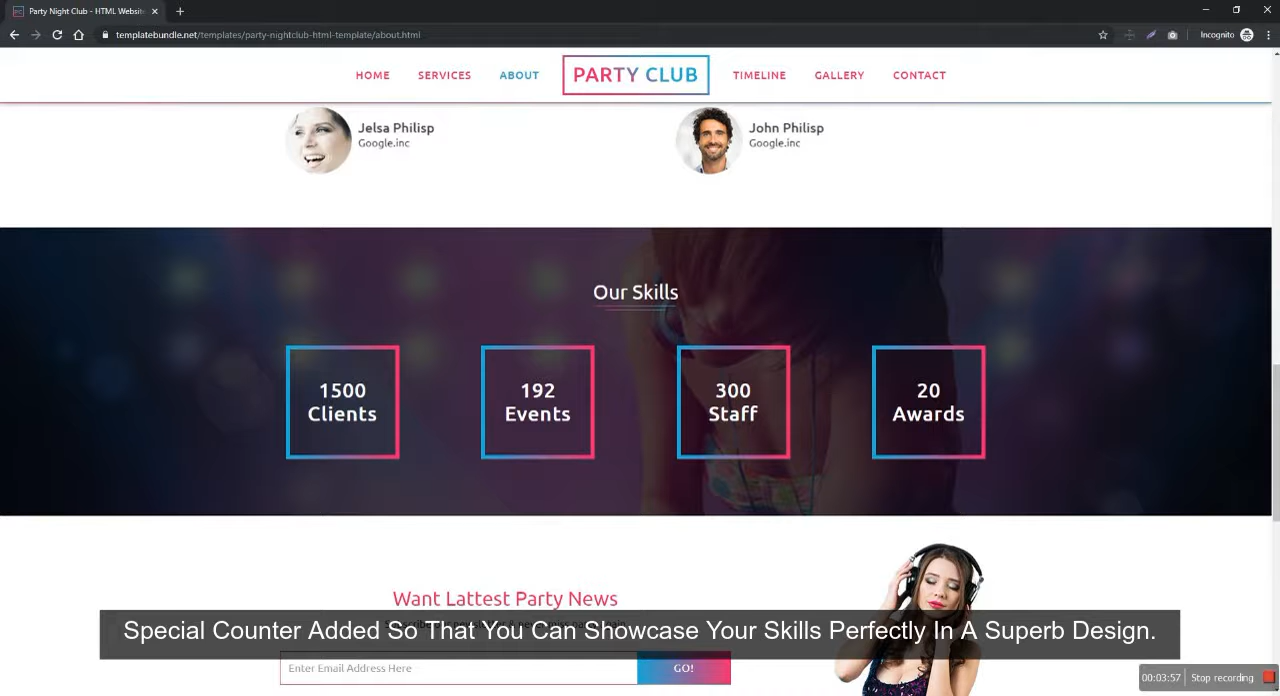 Party Night Club - HTML Website
templatebundle.net/templates/party-nightclub-html-template/about.html
Incognito
HOME SERVICES ABOUT PARTY CLUB TIMELINE GALLERY CONTACT
Jelsa Philisp
Google.inc
John Philisp
Google.inc
Our Skills
1500
Clients
192
Events
300
Staff
20
Awards
Want Lattest Party News
Special Counter Added So That You Can Showcase Your Skills Perfectly In A Superb Design.
Enter Email Address Here
GO!
00:03:57 Stop recording